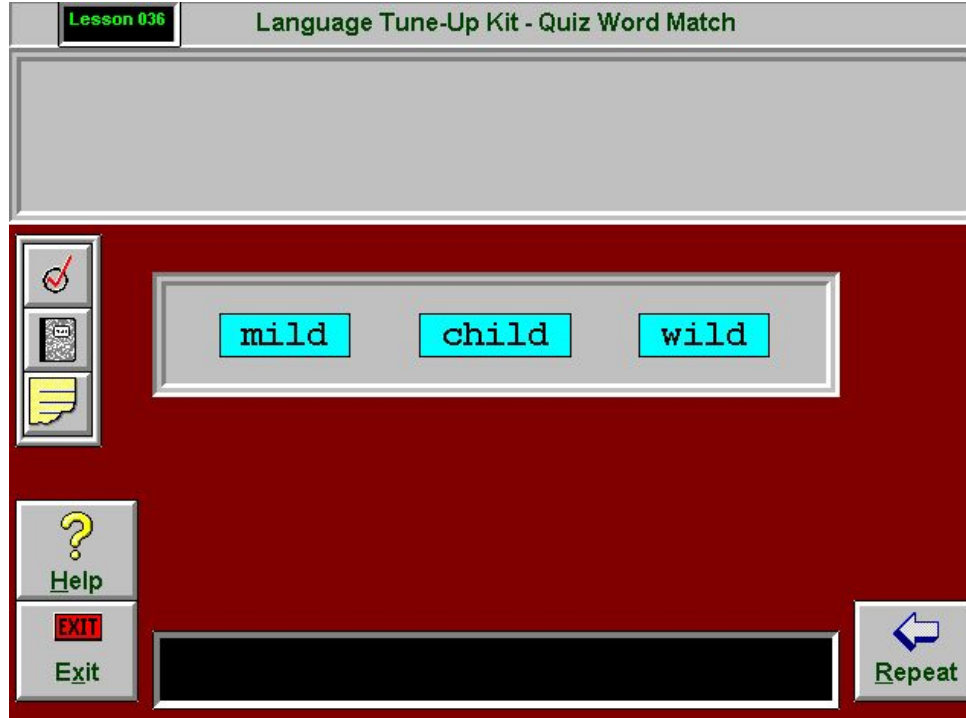 Lesson 036
Language Tune-Up Kit - Quiz Word Match
mild child wild
Help
EXIT
Exit
Repeat